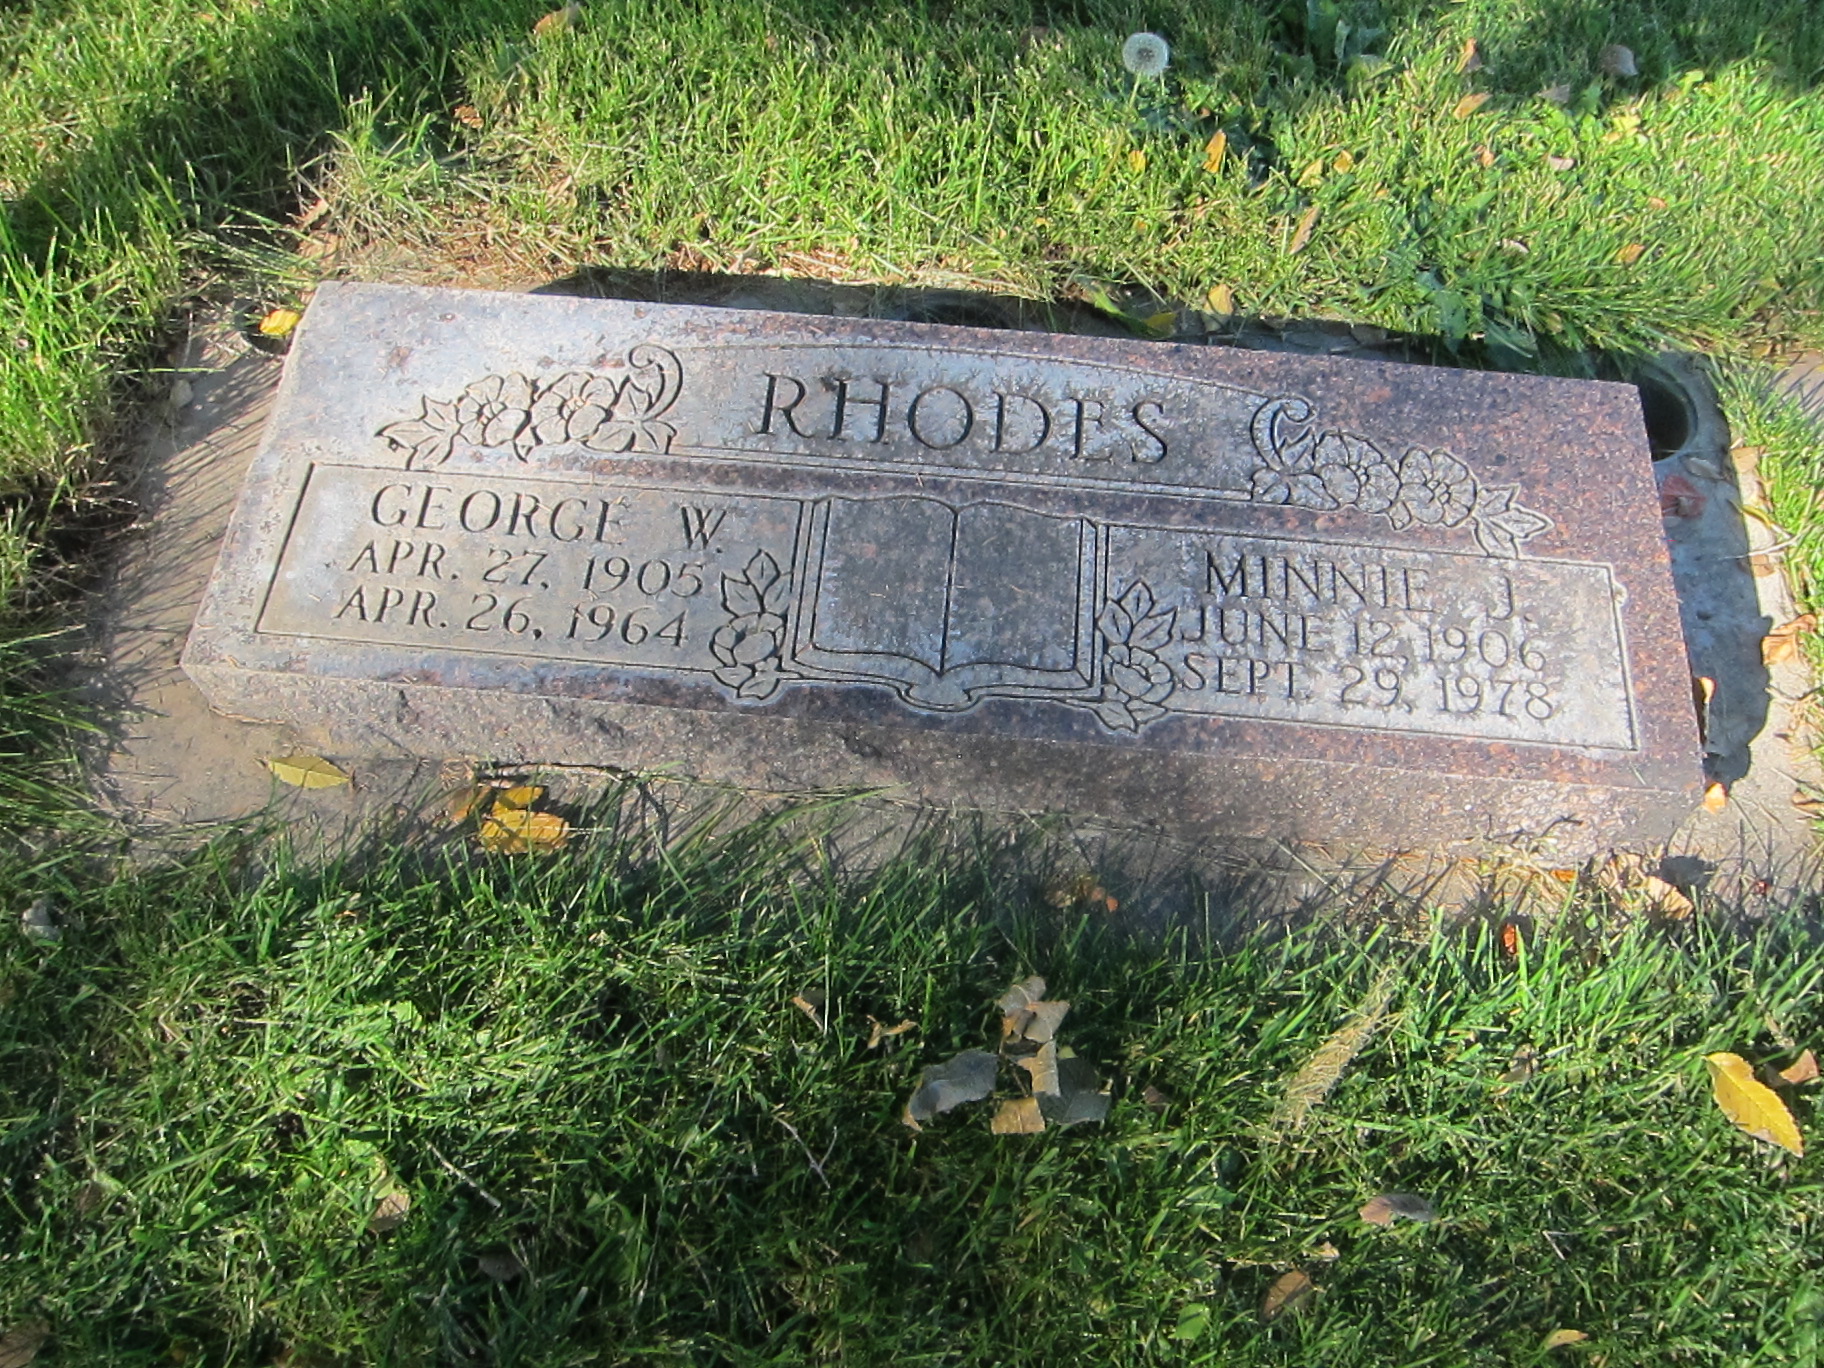 RHODES
GEORGE W.
APR. 27, 1905
APR. 26, 1964
MINNIE J.
JUNE 12, 1906
SEPT. 29, 1978